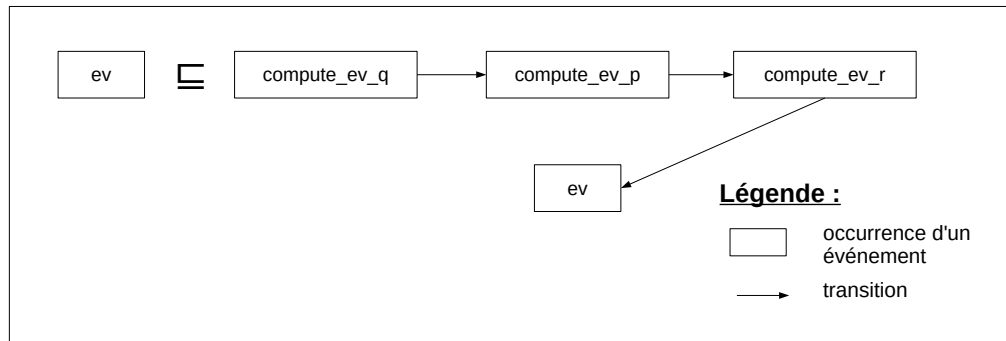 ev ⊑ compute_ev_q compute_ev_p compute_ev_r
ev
Légende :
occurrence d'un
événement
transition